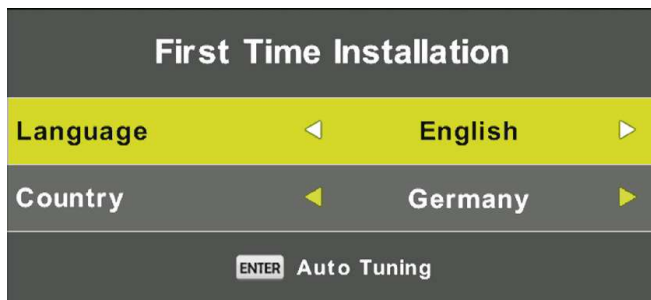 First Time Installation
Language English
Country Germany
ENTER Auto Tuning